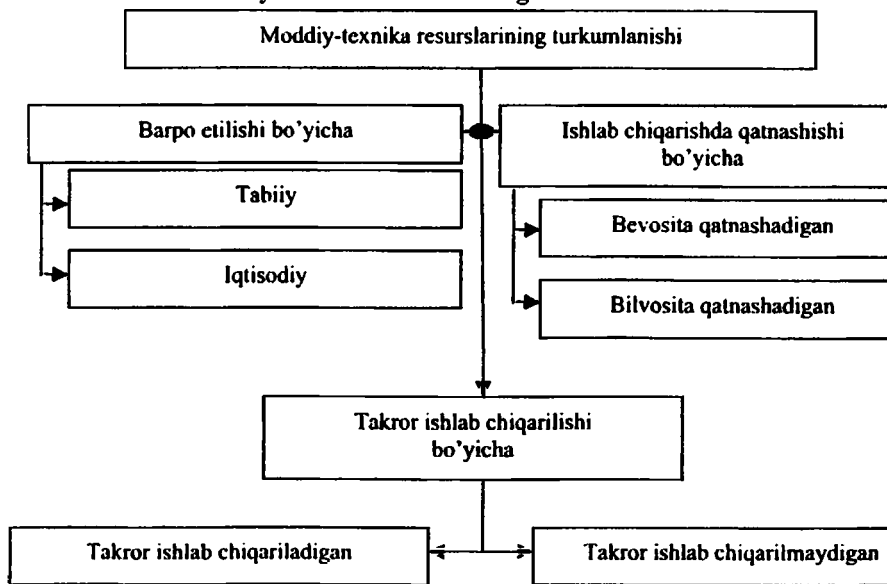 Moddiy-texnika resurslarining turkumlanishi
Barpo etilishi bo'yicha
Ishlab chiqarishda qatnashishi
bo'yicha
Tabiiy
Bevosita qatnashadigan
Iqtisodiy
Bilvosita qatnashadigan
Takror ishlab chiqarilishi
bo'yicha
Takror ishlab chiqariladigan
Takror ishlab chiqarilmaydigan